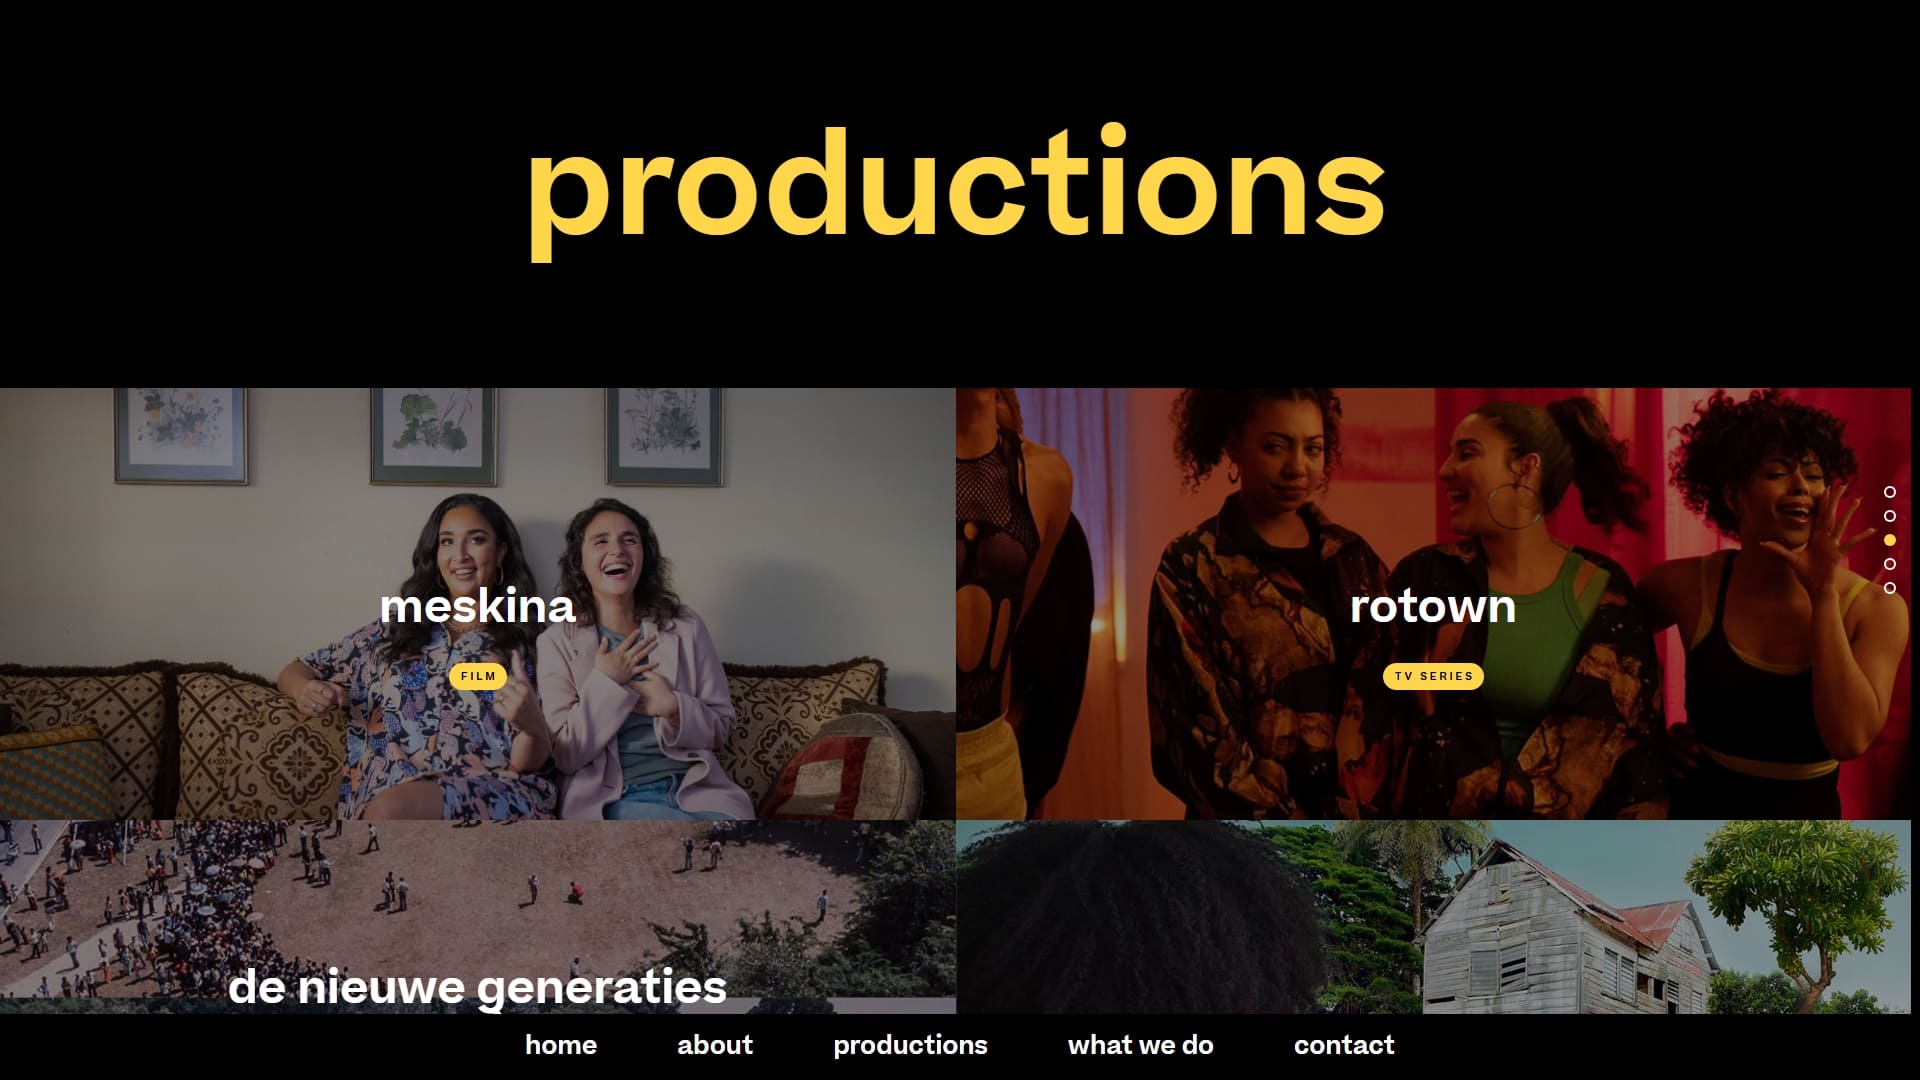 productions
meskina
FILM
rotown
TV SERIES
de nieuwe generaties
home
about
productions
what we do
contact